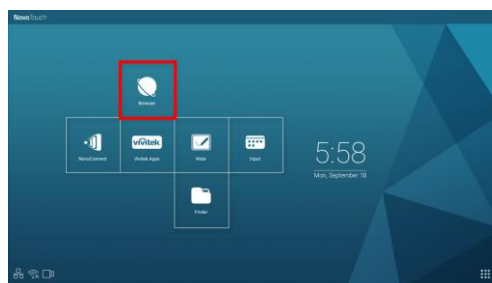 NovoTouch
Browser
NovoConnect
vivitek
Vivitek Apps
Note
Input
5:58
Mon, September 18
Finder